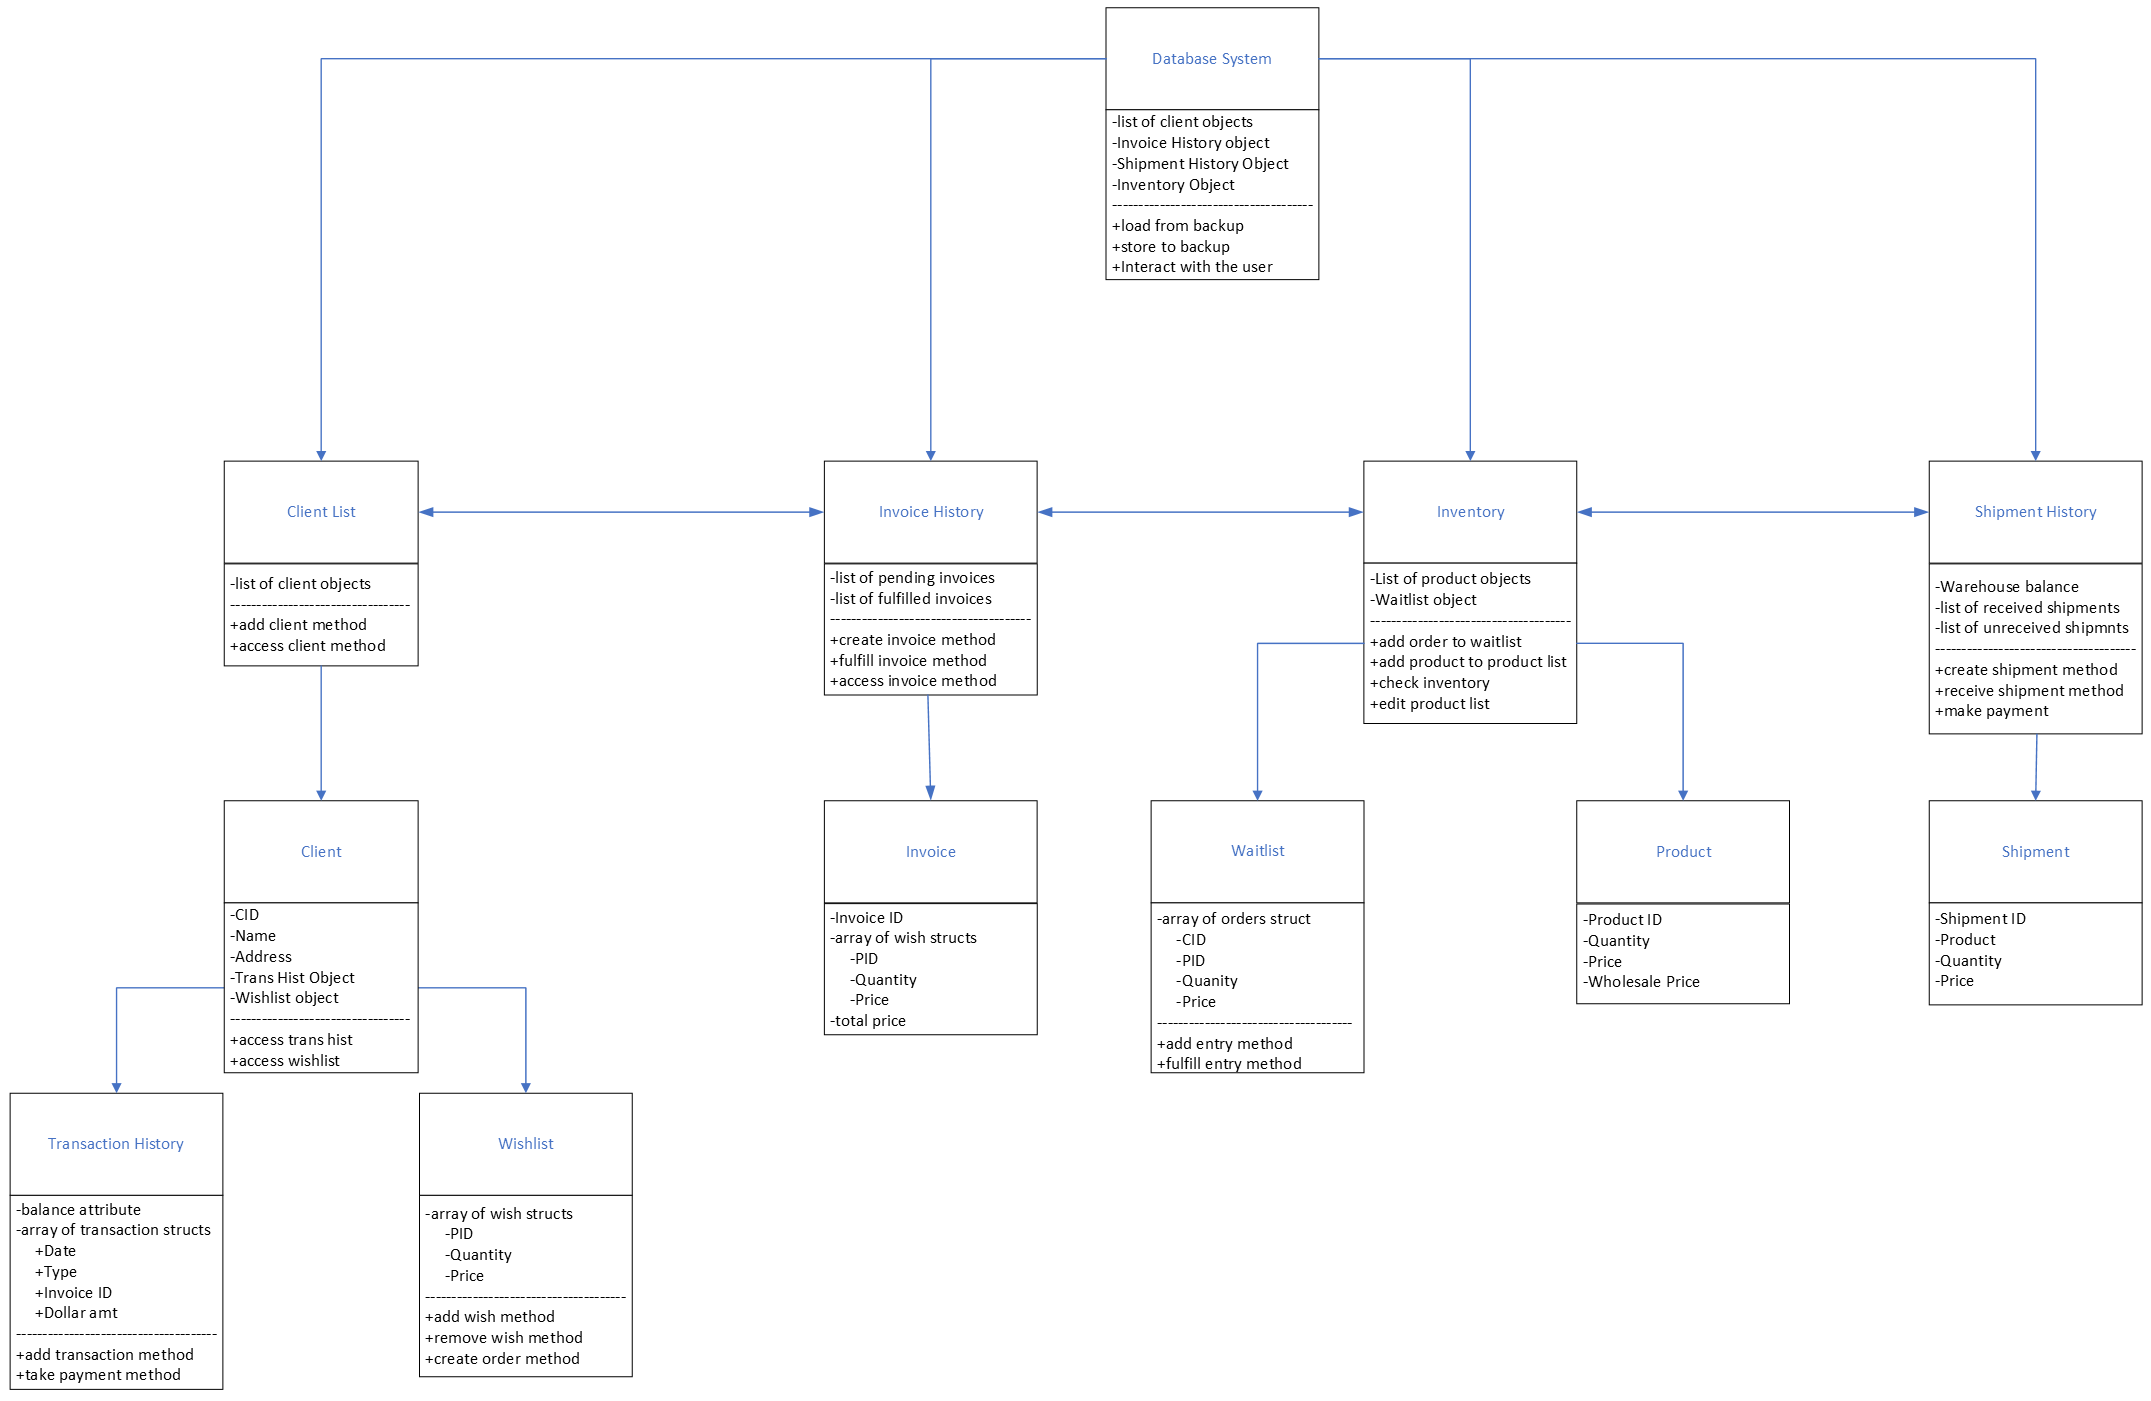 Database System
-list of client objects
-Invoice History object
-Shipment History Object
-Inventory Object
--------------------------------------
+load from backup
+store to backup
+Interact with the user
Client List
-list of client objects
----------------------------------
+add client method
+access client method
Invoice History
-list of pending invoices
-list of fulfilled invoices
--------------------------------------
+create invoice method
+fulfill invoice method
+access invoice method
Inventory
-List of product objects
-Waitlist object
--------------------------------------
+add order to waitlist
+add product to product list
+check inventory
+edit product list
Shipment History
-Warehouse balance
-list of received shipments
-list of unreceived shipmnts
--------------------------------------
+create shipment method
+receive shipment method
+make payment
Client
-CID
-Name
-Address
-Trans Hist Object
-Wishlist object
----------------------------------
+access trans hist
+access wishlist
Invoice
-Invoice ID
-array of wish structs
-PID
-Quantity
-Price
-total price
Waitlist
-array of orders struct
-CID
-PID
-Quanity
-Price
-------------------------------------
+add entry method
+fulfill entry method
Product
-Product ID
-Quantity
-Price
-Wholesale Price
Shipment
-Shipment ID
-Product
-Quantity
-Price
Transaction History
-balance attribute
-array of transaction structs
+Date
+Type
+Invoice ID
+Dollar amt
--------------------------------------
+add transaction method
+take payment method
Wishlist
-array of wish structs
-PID
-Quantity
-Price
--------------------------------------
+add wish method
+remove wish method
+create order method